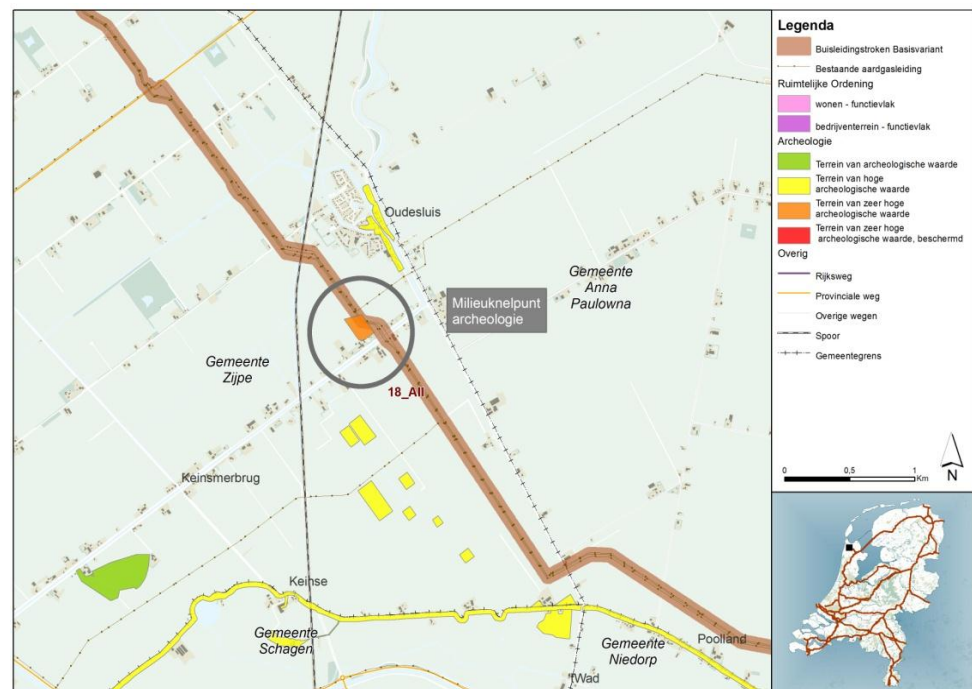 Oudesluis
Gemeente
Anna
Paulowna
Milieuknelpunt
archeologie
Gemeente
Zijpe
18_All
Keinsmerbrug
Keinse
Gemeente
Schagen
Gemeente
Niedorp
Poolland
'tWad
Legenda
Buisleidingstroken Basisvariant
Bestaande aardgasleiding
Ruimtelijke Ordening
wonen - functievlak
bedrijventerrein - functievlak
Archeologie
Terrein van archeologische waarde
Terrein van hoge
archeologische waarde
Terrein van zeer hoge
archeologische waarde
Terrein van zeer hoge
archeologische waarde, beschermd
Overig
Rijksweg
Provinciale weg
Overige wegen
Spoor
Gemeentegrens
0 0,5 1
Km
N